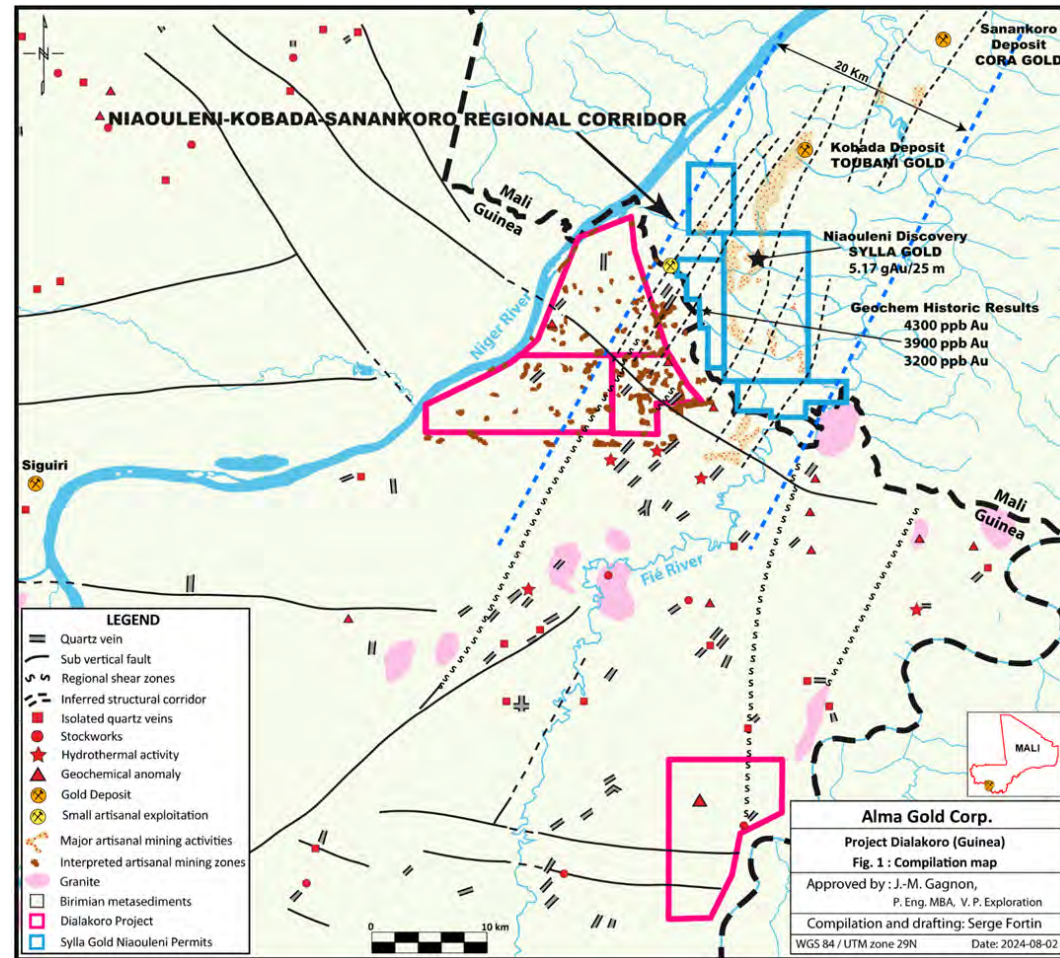 N
Sanankoro
Deposit
CORA GOLD
20 Km
NIAOULENI-KOBADA-SANANKORO REGIONAL CORRIDOR
Kobada Deposit
TOUBANI GOLD
Mali
Guinea
Niaouleni Discovery
SYLLA GOLD
5.17 gAu/25 m
Geochem Historic Results
4300 ppb Au
3900 ppb Au
3200 ppb Au
Niger River
Siguiri
Mali
Guinea
Fié River
LEGEND
Quartz vein
Sub vertical fault
Regional shear zones
Inferred structural corridor
Isolated quartz veins
Stockworks
Hydrothermal activity
Geochemical anomaly
Gold Deposit
Small artisanal exploitation
Major artisanal mining activities
Interpreted artisanal mining zones
Granite
Birimian metasediments
Dialakoro Project
Sylla Gold Niaouleni Permits
0 10 km
MALI
Alma Gold Corp.
Project Dialakoro (Guinea)
Fig. 1 : Compilation map
Approved by : J.-M. Gagnon,
P. Eng. MBA, V. P. Exploration
Compilation and drafting: Serge Fortin
WGS 84 / UTM zone 29N Date: 2024-08-02